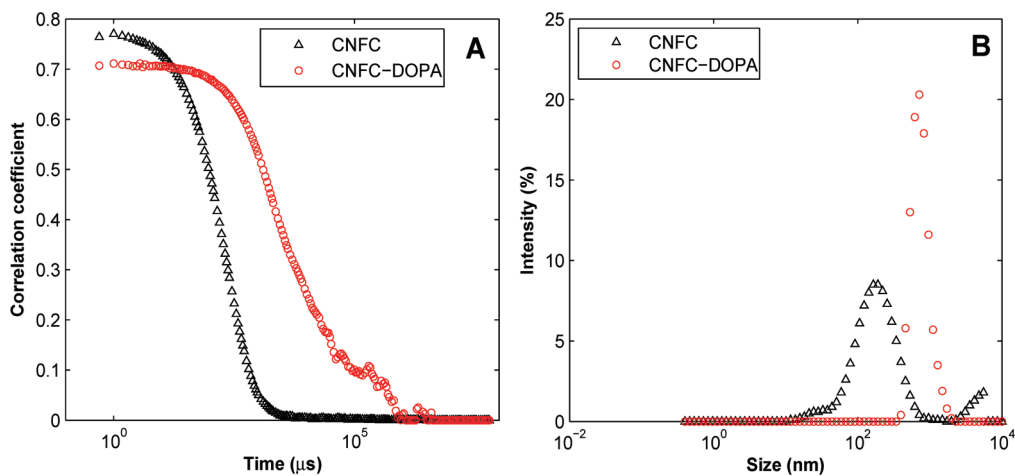 0.8
0.7
0.6
0.5
0.4
0.3
0.2
0.1
0
Correlation coefficient
CNFC
CNFC-DOPA
A
10^0
10^5
Time (μs)
25
20
15
10
5
0
Intensity (%)
CNFC
CNFC-DOPA
B
10^-2
10^0
10^2
10^4
Size (nm)